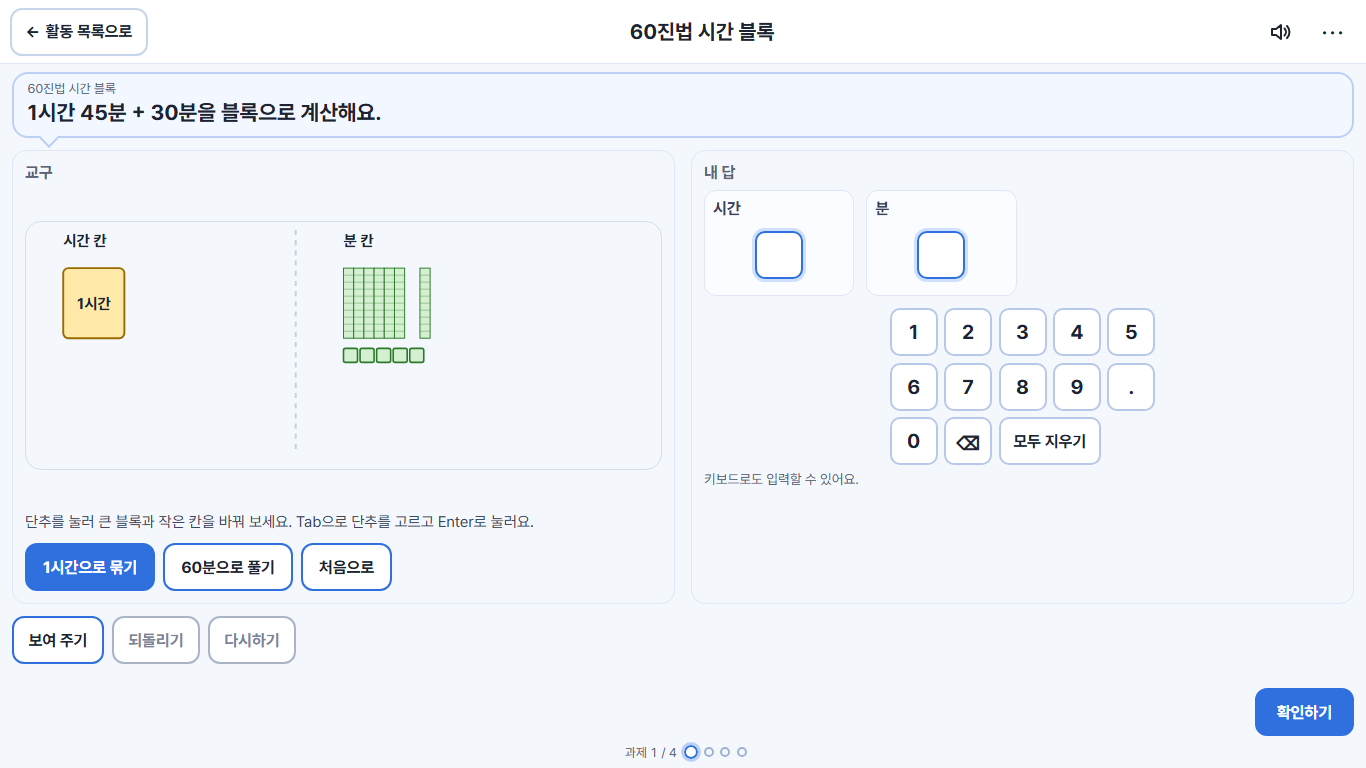 ← 활동 목록으로
60진법 시간 블록
60진법 시간 블록
1시간 45분 + 30분을 블록으로 계산해요.
교구
시간 칸
분 칸
1시간
단추를 눌러 큰 블록과 작은 칸을 바꿔 보세요. Tab으로 단추를 고르고 Enter로 눌러요.
1시간으로 묶기
60분으로 풀기
처음으로
내 답
시간
분
1 2 3 4 5
6 7 8 9 .
0 ⌫ 모두 지우기
키보드로도 입력할 수 있어요.
보여 주기
되돌리기
다시하기
확인하기
과제 1 / 4